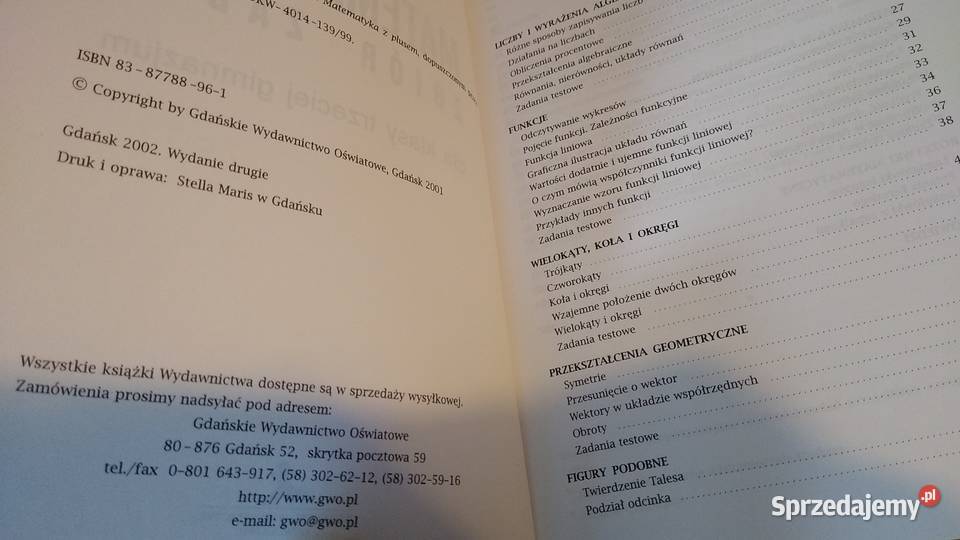 Matematyka z plusem, dopuszczonym
KW-4014-139/99.
ISBN 83-87788-96-1
© Copyright by Gdańskie Wydawnictwo Oświatowe, Gdańsk 2001
Gdańsk 2002. Wydanie drugie
Druk i oprawa: Stella Maris w Gdańsku
Wszystkie książki Wydawnictwa dostępne są w sprzedaży wysyłkowej.
Zamówienia prosimy nadsyłać pod adresem:
Gdańskie Wydawnictwo Oświatowe
80-876 Gdańsk 52, skrytka pocztowa 59
tel./fax 0-801 643-917, (58) 302-62-12, (58) 302-59-16
http://www.gwo.pl
e-mail: gwo@gwo.pl
LICZBY I WYRAŻENIA
Różne sposoby zapisywania
Działania na liczbach
Obliczenia procentowe
Przekształcenia algebraiczne
Równania, nierówności, układy równań
Zadania testowe
27
29
31
32
33
34
36
37
38
FUNKCJE
Odczytywanie wykresów
Pojęcie funkcji. Zależności funkcyjne
Funkcja liniowa
Graficzna ilustracja układu równań
Wartości dodatnie i ujemne funkcji liniowej
O czym mówią współczynniki funkcji liniowej?
Wyznaczanie wzoru funkcji liniowej
Przykłady innych funkcji
Zadania testowe
WIELOKĄTY, KOŁA I OKRĘGI
Trójkąty
Czworokąty
Koła i okręgi
Wzajemne położenie dwóch okręgów
Wielokąty i okręgi
Zadania testowe
PRZEKSZTAŁCENIA GEOMETRYCZNE
Symetrie
Przesunięcie o wektor
Wektory w układzie współrzędnych
Obroty
Zadania testowe
FIGURY PODOBNE
Twierdzenie Talesa
Podział odcinka
Sprzedajemy.pl